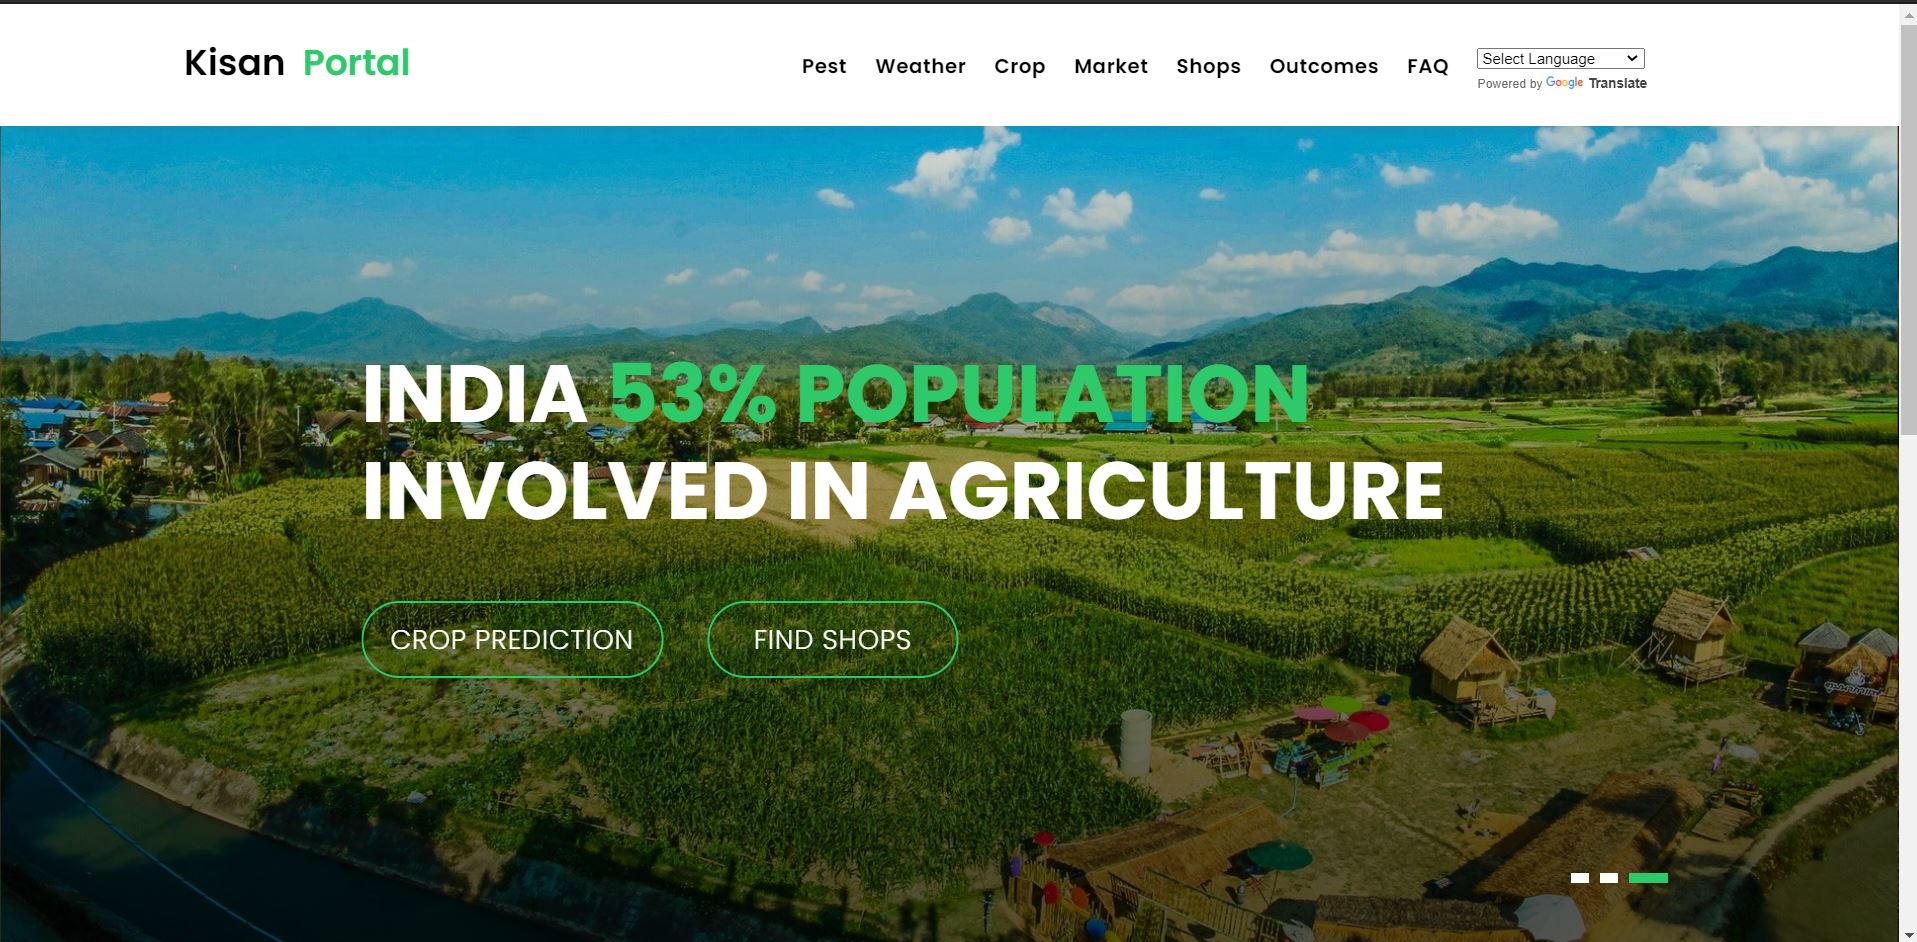 Kisan Portal
Pest Weather Crop Market Shops Outcomes FAQ
Select Language
Powered by Google Translate
INDIA 53% POPULATION
INVOLVED IN AGRICULTURE
CROP PREDICTION
FIND SHOPS